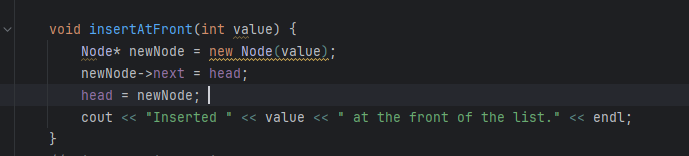 void insertAtFront(int value) {
    Node* newNode = new Node(value);
    newNode->next = head;
    head = newNode;
    cout << "Inserted " << value << " at the front of the list." << endl;
}